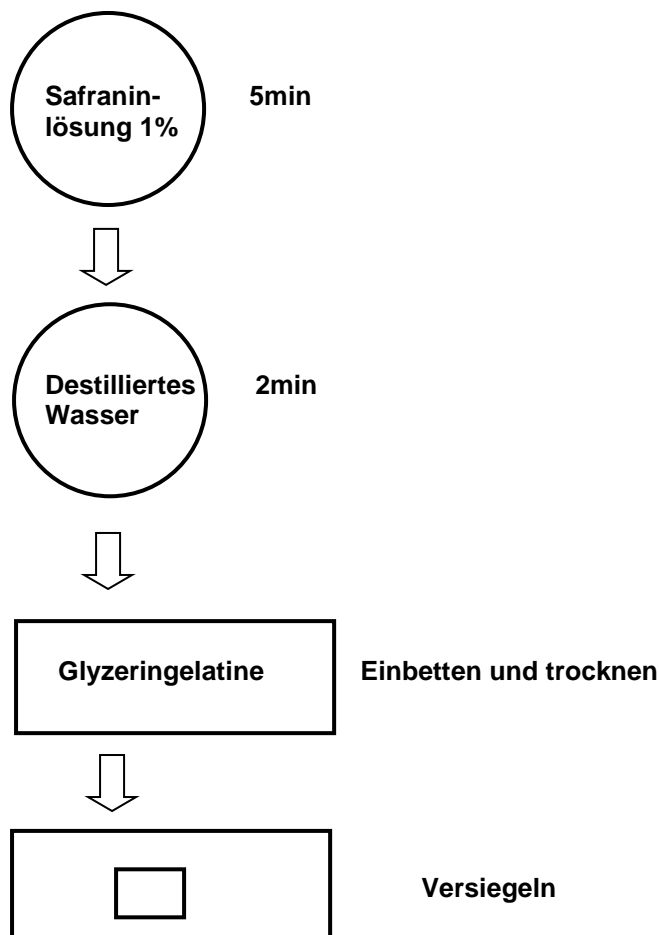 Safranin-
lösung 1%
5min
Destilliertes
Wasser
2min
Glyzeringelatine
Einbetten und trocknen
Versiegeln